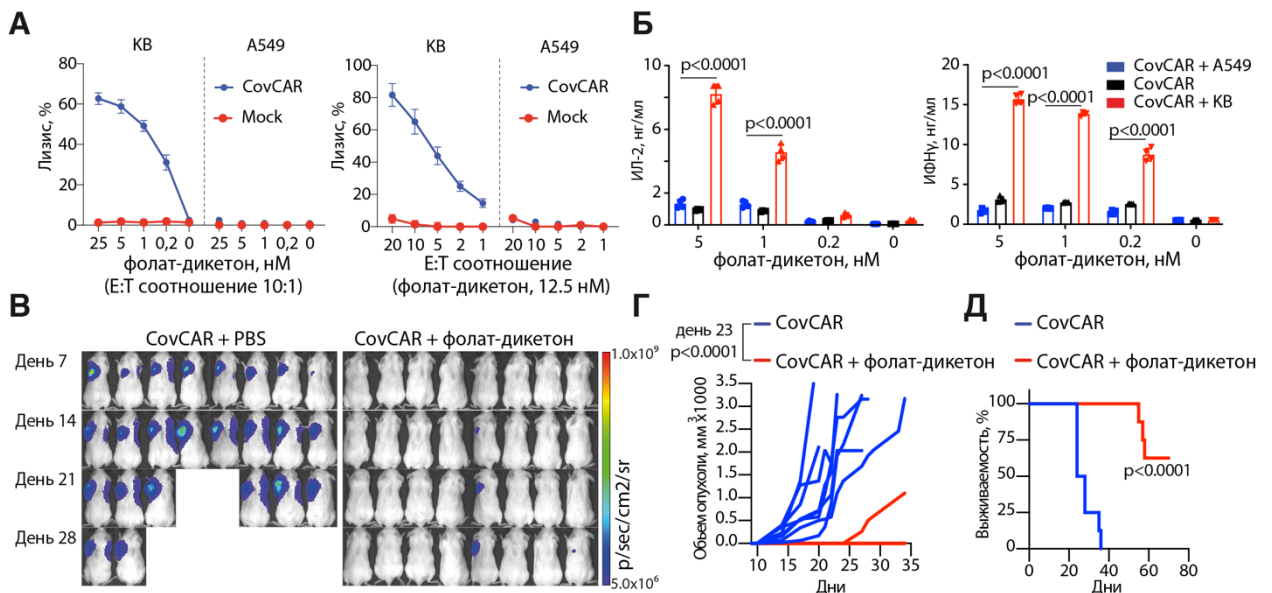 А
KB
A549
80
60
40
20
0
Лизис, %
CovCAR
Mock
25 5 1 0,2 0
25 5 1 0,2 0
фолат-дикетон, нМ
(E:T соотношение 10:1)
KB
A549
100
80
60
40
20
0
Лизис, %
CovCAR
Mock
20 10 5 2 1
20 10 5 2 1
E:T соотношение
(фолат-дикетон, 12.5 нМ)
Б
p<0.0001
p<0.0001
ИЛ-2, нг/мл
10
8
6
4
2
0
5 1 0.2 0
фолат-дикетон, нМ
p<0.0001
p<0.0001
p<0.0001
CovCAR + A549
CovCAR
CovCAR + KB
ИФНγ, нг/мл
20
15
10
5
0
5 1 0.2 0
фолат-дикетон, нМ
В
CovCAR + PBS
CovCAR + фолат-дикетон
День 7
День 14
День 21
День 28
1.0x10⁹
p/sec/cm2/sr
5.0x10⁶
Г
CovCAR
день 23
p<0.0001
CovCAR + фолат-дикетон
Объем опухоли, мм3 x1000
3.5
3.0
2.5
2.0
1.5
1.0
0.5
0.0
10 15 20 25 30 35
Дни
Д
CovCAR
CovCAR + фолат-дикетон
Выживаемость, %
100
75
50
25
0
p<0.0001
0 20 40 60 80
Дни